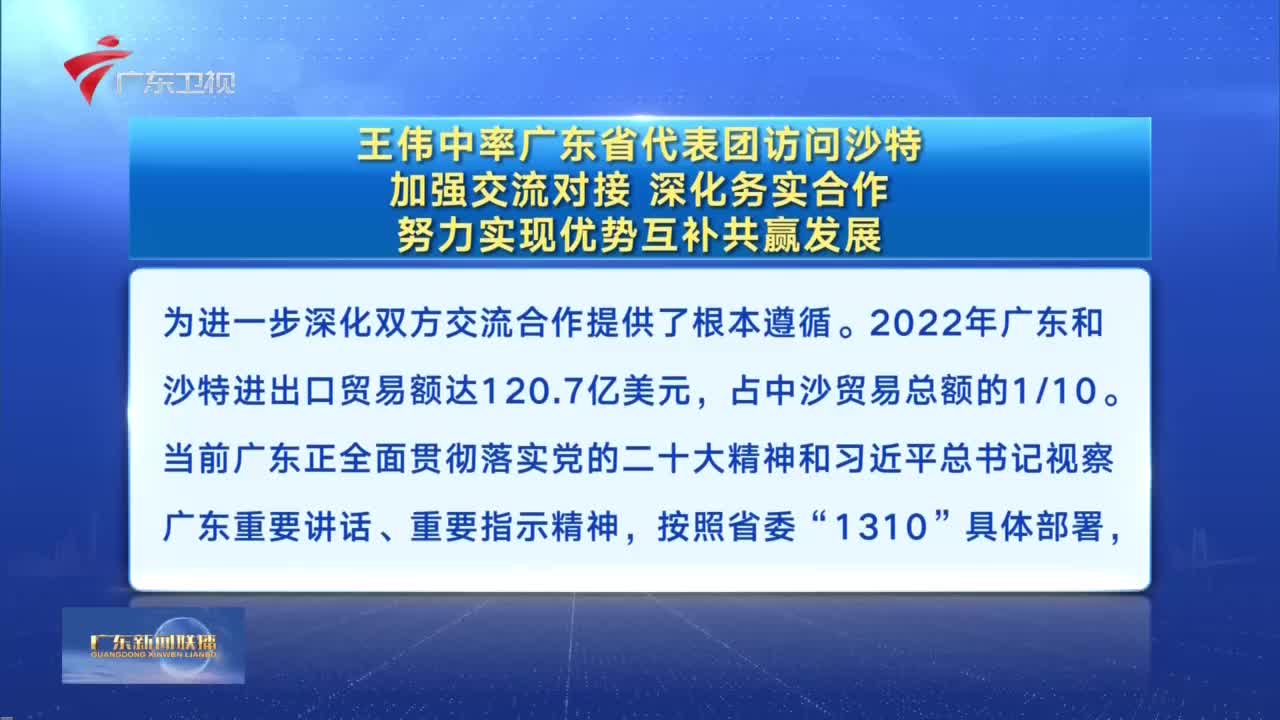 广东卫视
王伟中率广东省代表团访问沙特
加强交流对接 深化务实合作
努力实现优势互补共赢发展
为进一步深化双方交流合作提供了根本遵循。2022年广东和
沙特进出口贸易额达120.7亿美元，占中沙贸易总额的1/10。
当前广东正全面贯彻落实党的二十大精神和习近平总书记视察
广东重要讲话、重要指示精神，按照省委“1310”具体部署，
广东新闻联播
GUANGDONG XINWEN LIANBO